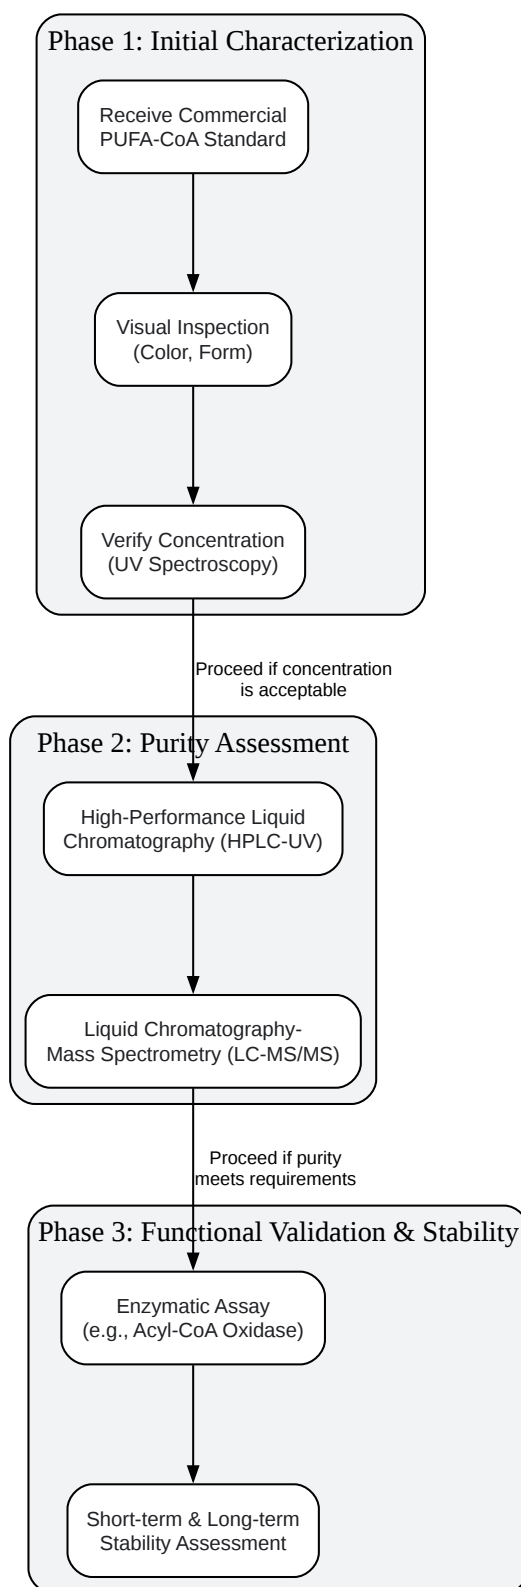 Phase 1: Initial Characterization
Receive Commercial
PUFA-CoA Standard
Visual Inspection
(Color, Form)
Verify Concentration
(UV Spectroscopy)
Proceed if concentration
is acceptable
Phase 2: Purity Assessment
High-Performance Liquid
Chromatography (HPLC-UV)
Liquid Chromatography-
Mass Spectrometry (LC-MS/MS)
Proceed if purity
meets requirements
Phase 3: Functional Validation & Stability
Enzymatic Assay
(e.g., Acyl-CoA Oxidase)
Short-term & Long-term
Stability Assessment